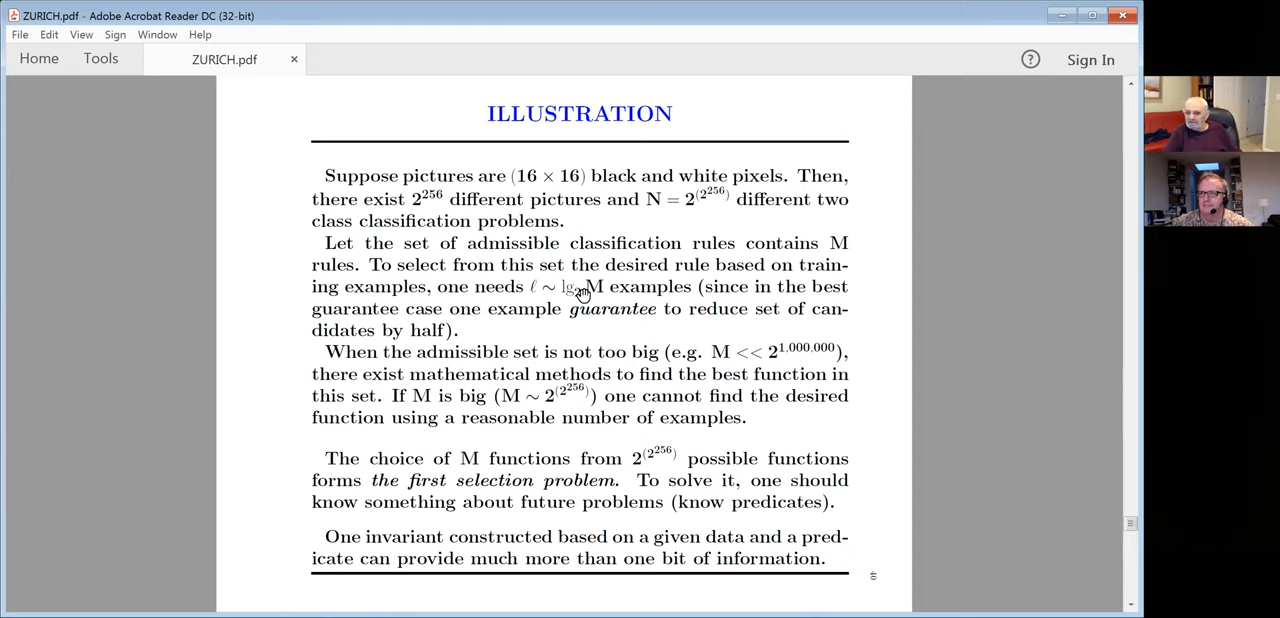 ZURICH.pdf - Adobe Acrobat Reader DC (32-bit)
File Edit View Sign Window Help
Home Tools ZURICH.pdf × ? Sign In
ILLUSTRATION
Suppose pictures are (16 × 16) black and white pixels. Then,
there exist 2^256 different pictures and N = 2^(2^256) different two
class classification problems.
Let the set of admissible classification rules contains M
rules. To select from this set the desired rule based on train-
ing examples, one needs ℓ ∼ lg₂ M examples (since in the best
guarantee case one example guarantee to reduce set of can-
didates by half).
When the admissible set is not too big (e.g. M << 2^1,000,000),
there exist mathematical methods to find the best function in
this set. If M is big (M ∼ 2^(2^256)) one cannot find the desired
function using a reasonable number of examples.
The choice of M functions from 2^(2^256) possible functions
forms the first selection problem. To solve it, one should
know something about future problems (know predicates).
One invariant constructed based on a given data and a pred-
icate can provide much more than one bit of information.
40